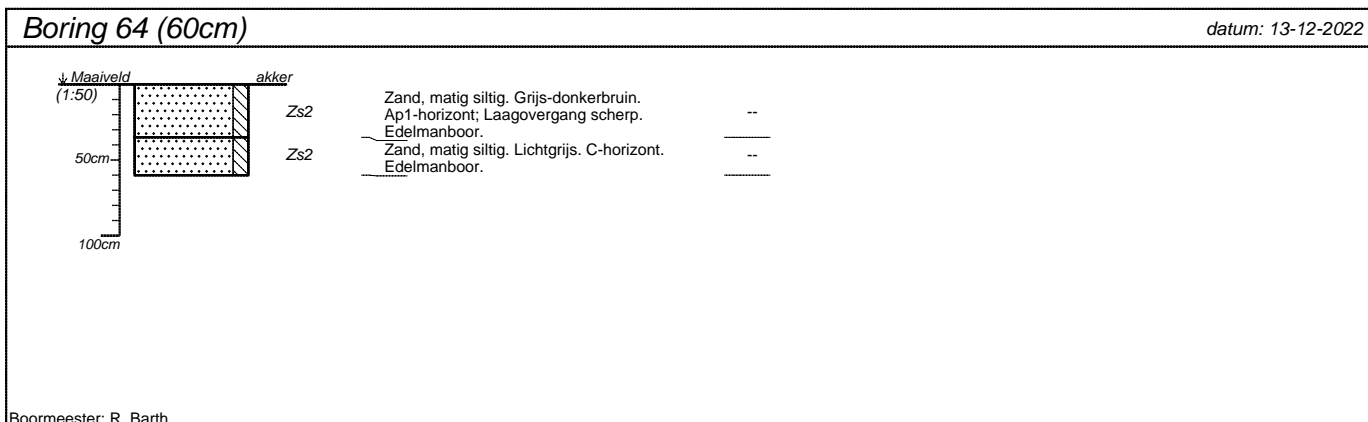 Boring 64 (60cm)
datum: 13-12-2022
Maaiveld
akker
(1:50)
Zs2
Zand, matig siltig. Grijs-donkerbruin.
Ap1-horizont; Laagovergang scherp.
Edelmanboor.
--
50cm
Zs2
Zand, matig siltig. Lichtgrijs. C-horizont.
Edelmanboor.
--
100cm
Boormeester: R. Barth